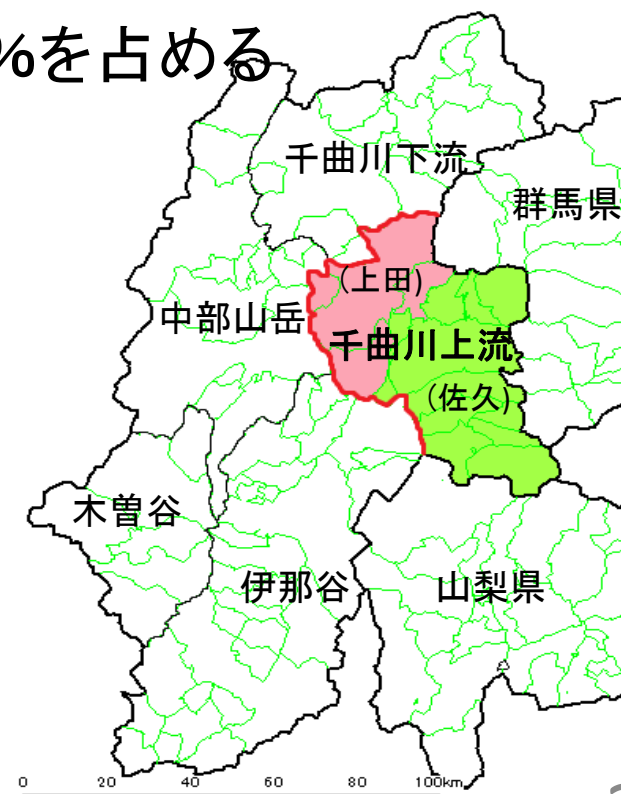 %を占める
千曲川下流
群馬県
(上田)
中部山岳
千曲川上流
(佐久)
木曽谷
伊那谷
山梨県
0 20 40 60 80 100km